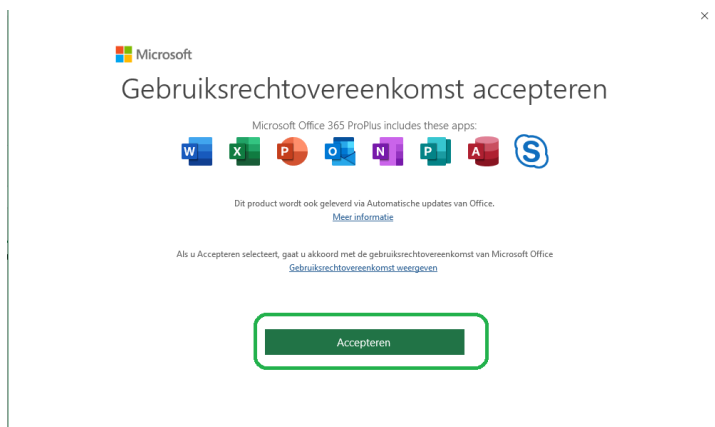 Microsoft
Gebruiksrechtovereenkomst accepteren
Microsoft Office 365 ProPlus includes these apps:
W X P O N P A S
Dit product wordt ook geleverd via Automatische updates van Office.
Meer informatie
Als u Accepteren selecteert, gaat u akkoord met de gebruiksrechtovereenkomst van Microsoft Office
Gebruiksrechtovereenkomst weergeven
Accepteren